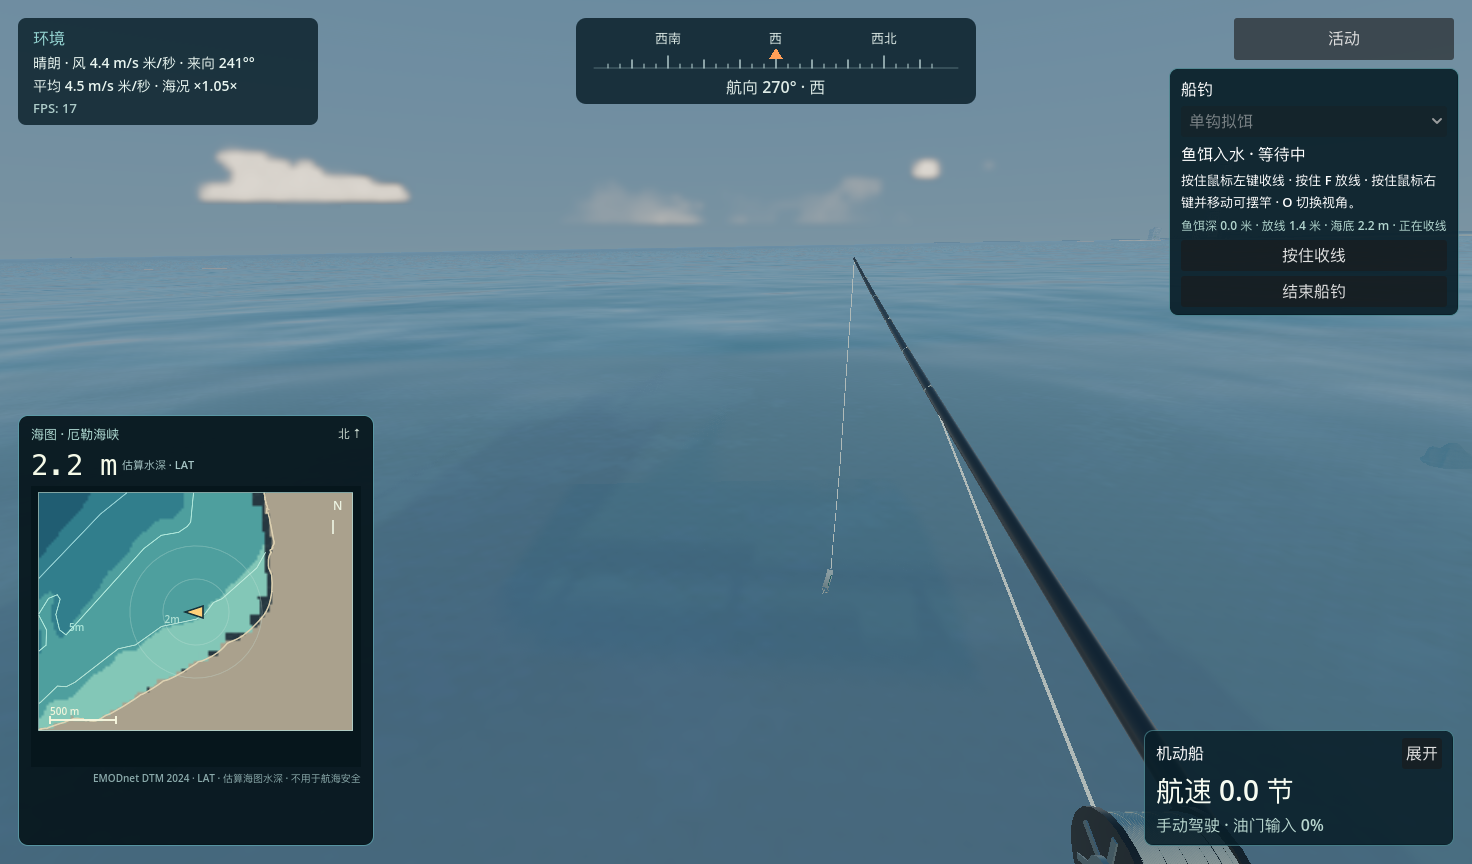 环境
晴朗 · 风 4.4 m/s 米/秒 · 来向 241°°
平均 4.5 m/s 米/秒 · 海况 ×1.05×
FPS: 17
西南 西 西北
航向 270° · 西
活动
船钓
单钩拟饵
鱼饵入水 · 等待中
按住鼠标左键收线 · 按住 F 放线 · 按住鼠标右
键并移动可摆竿 · O 切换视角。
鱼饵深 0.0 米 · 放线 1.4 米 · 海底 2.2 m · 正在收线
按住收线
结束船钓
海图 · 厄勒海峡 北 ↑
2.2 m 估算水深 · LAT
N
2m
5m
500 m
EMODnet DTM 2024 · LAT · 估算海图水深 · 不用于航海安全
机动船 展开
航速 0.0 节
手动驾驶 · 油门输入 0%